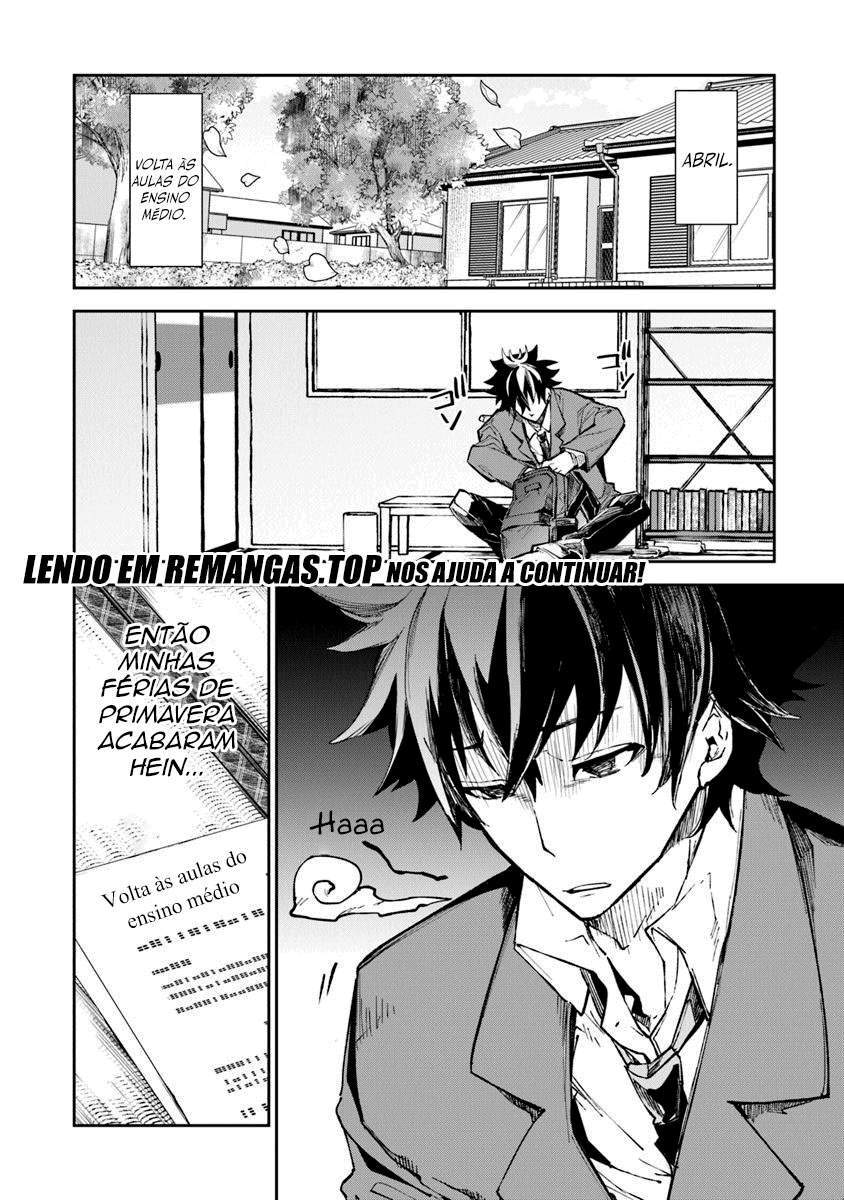 ABRIL.
VOLTA ÀS
AULAS DO
ENSINO
MÉDIO.
LENDO EM REMANGAS.TOP NOS AJUDA A CONTINUAR!
Haaa
ENTÃO
MINHAS
FÉRIAS DE
PRIMAVERA
ACABARAM
HEIN...
Volta às aulas do
ensino médio